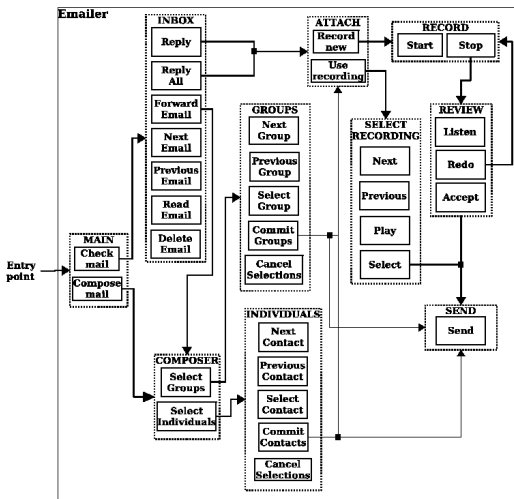 Emailer
Entry
point
MAIN
Check
mail
Compose
mail
INBOX
Reply
Reply
All
Forward
Email
Next
Email
Previous
Email
Read
Email
Delete
Email
COMPOSER
Select
Groups
Select
Individuals
GROUPS
Next
Group
Previous
Group
Select
Group
Commit
Groups
Cancel
Selections
INDIVIDUALS
Next
Contact
Previous
Contact
Select
Contact
Commit
Contacts
Cancel
Selections
ATTACH
Record
new
Use
recording
SELECT
RECORDING
Next
Previous
Play
Select
RECORD
Start
Stop
REVIEW
Listen
Redo
Accept
SEND
Send